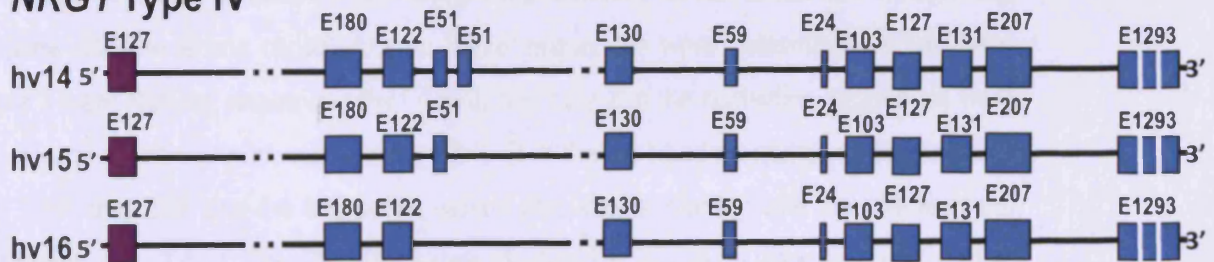 NRG1 Type IV
E127 E180 E122 E51 E51 E130 E59 E24 E103 E127 E131 E207 E1293
hv14 5' 3'
E127 E180 E122 E51 E130 E59 E24 E103 E127 E131 E207 E1293
hv15 5' 3'
E127 E180 E122 E130 E59 E24 E103 E127 E131 E207 E1293
hv16 5' 3'